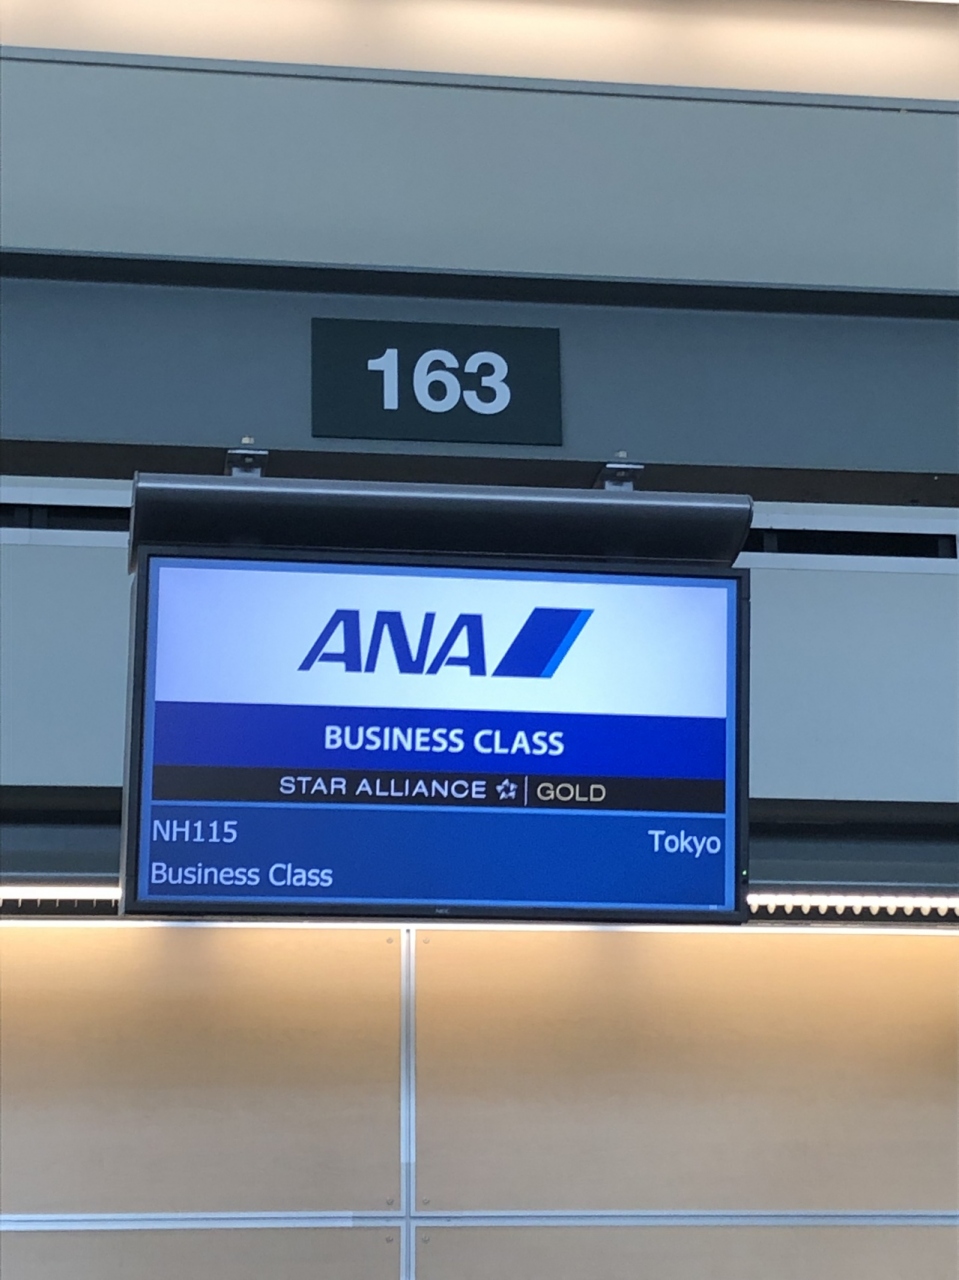 163
ANA
BUSINESS CLASS
STAR ALLIANCE | GOLD
NH115
Tokyo
Business Class